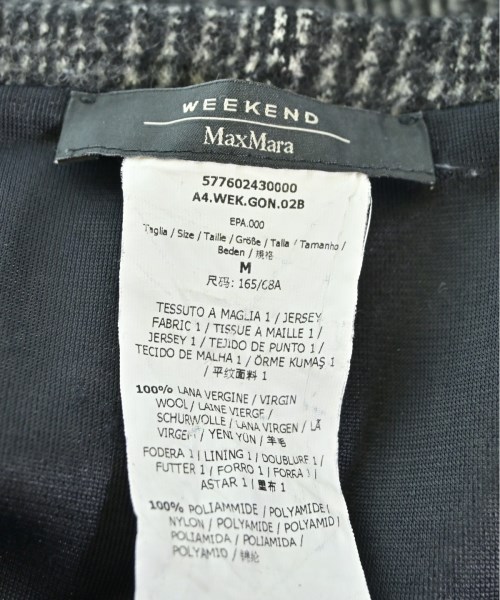 WEEKEND
MaxMara
577602430000
A4.WEK.GON.02B
EPA.000
Taglia / Size / Taille / Größe / Talla / Tamanho /
Beden / 规格
M
尺码: 165/68A
TESSUTO A MAGLIA 1 / JERSEY
FABRIC 1 / TISSUE A MAILLE 1 /
JERSEY 1 / TEJIDO DE PUNTO 1 /
TECIDO DE MALHA 1 / ÖRME KUMAŞ 1
/ 平纹面料 1
100% LANA VERGINE / VIRGIN
WOOL / LAINE VIERGE /
SCHURWOLLE / LANA VIRGEN / LÃ
/ YENI YÜN / 羊毛
FODERA 1 / LINING 1 / DOUBLURE 1 /
FUTTER 1 / FORRO 1 / FORRA 1 /
ASTAR 1 / 里布 1
100% POLIAMMIDE / POLYAMIDE /
NYLON / POLYAMIDE / POLYAMID /
POLIAMIDA / POLIAMIDA /
POLYAMID /